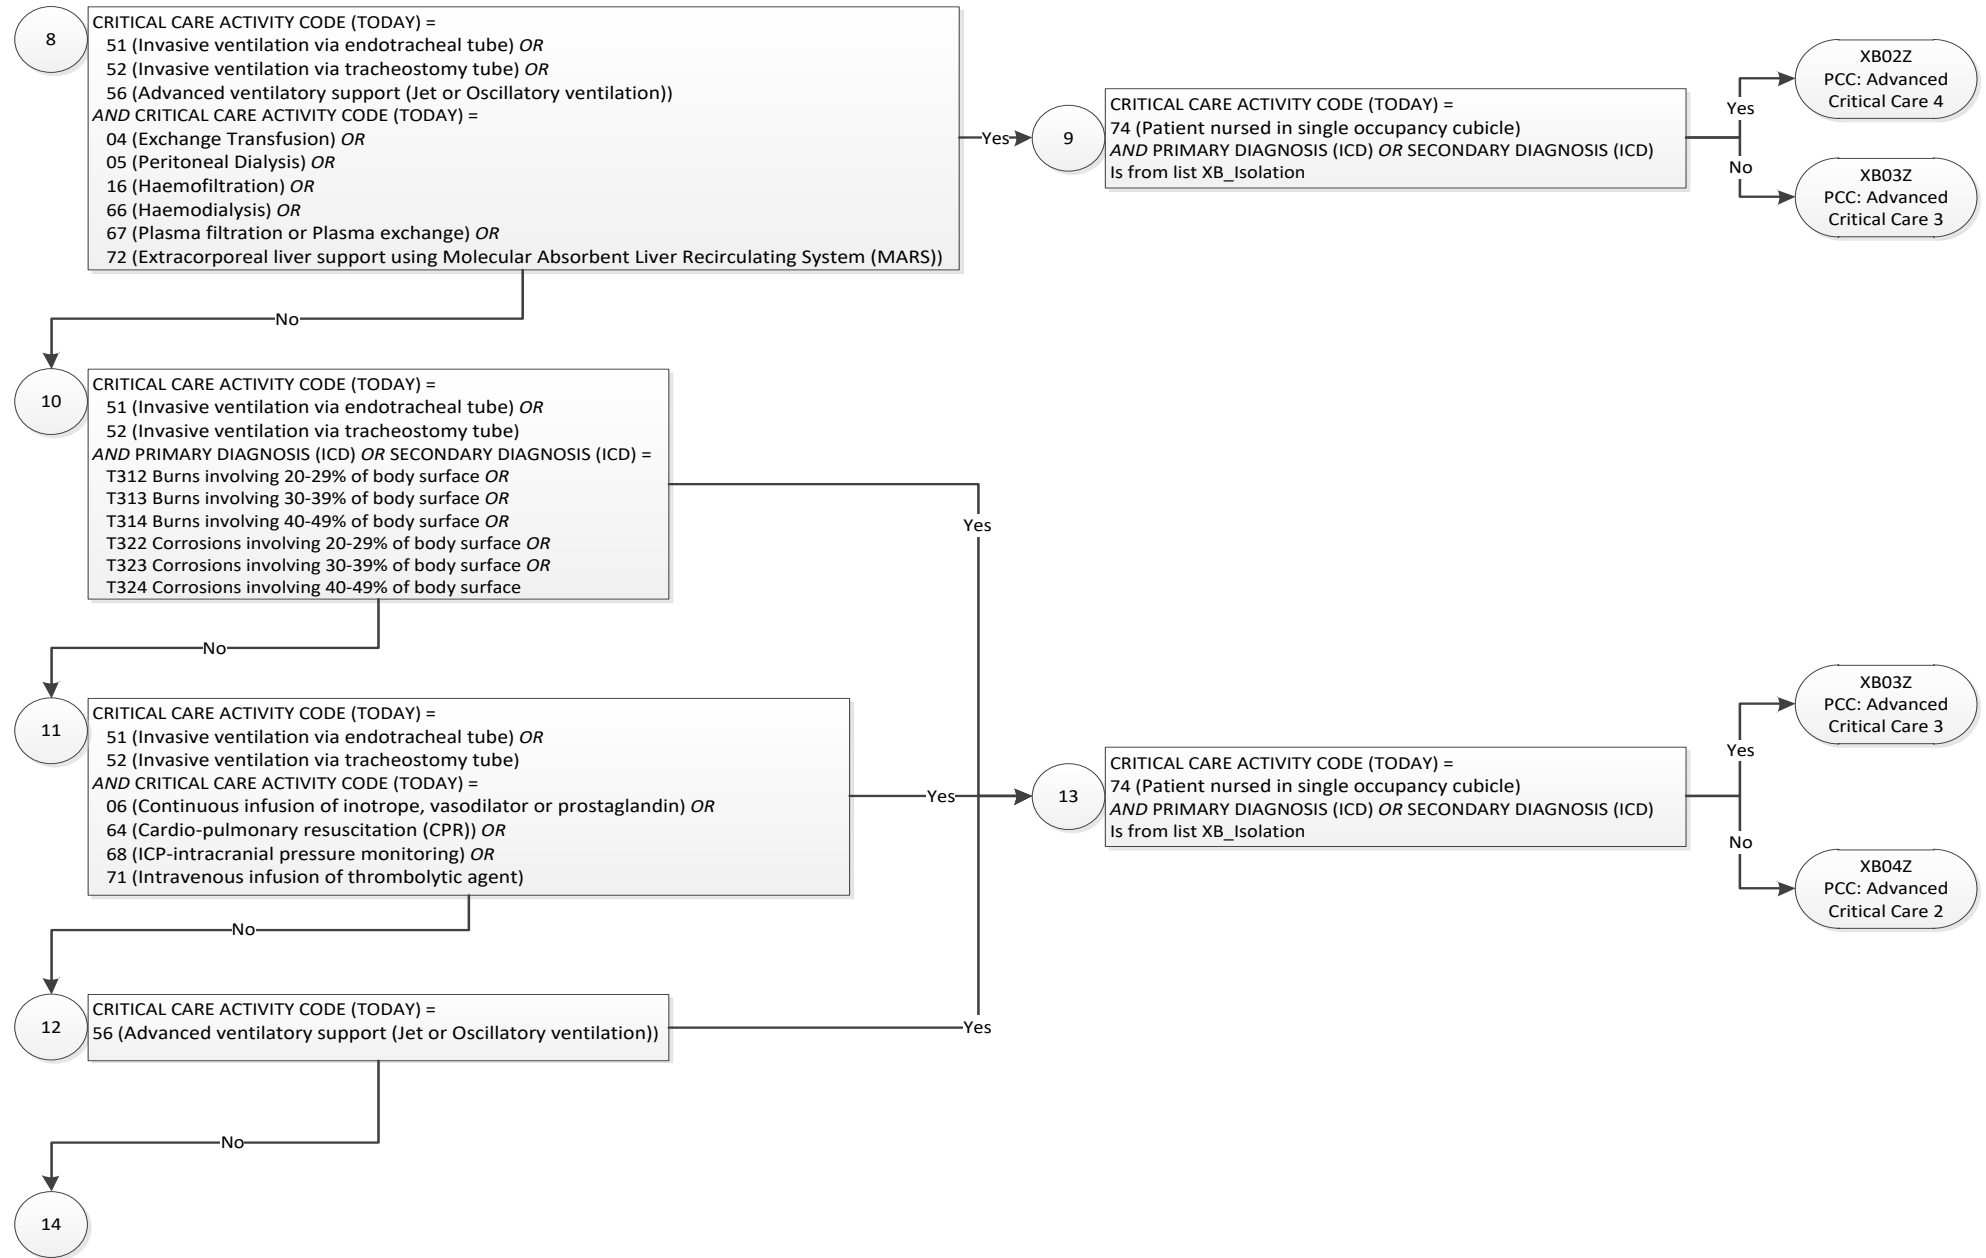 8
CRITICAL CARE ACTIVITY CODE (TODAY) =
51 (Invasive ventilation via endotracheal tube) OR
52 (Invasive ventilation via tracheostomy tube) OR
56 (Advanced ventilatory support (Jet or Oscillatory ventilation))
AND CRITICAL CARE ACTIVITY CODE (TODAY) =
04 (Exchange Transfusion) OR
05 (Peritoneal Dialysis) OR
16 (Haemofiltration) OR
66 (Haemodialysis) OR
67 (Plasma filtration or Plasma exchange) OR
72 (Extracorporeal liver support using Molecular Absorbent Liver Recirculating System (MARS))
Yes
9
CRITICAL CARE ACTIVITY CODE (TODAY) =
74 (Patient nursed in single occupancy cubicle)
AND PRIMARY DIAGNOSIS (ICD) OR SECONDARY DIAGNOSIS (ICD)
Is from list XB_Isolation
Yes
XB02Z
PCC: Advanced
Critical Care 4
No
XB03Z
PCC: Advanced
Critical Care 3
No
10
CRITICAL CARE ACTIVITY CODE (TODAY) =
51 (Invasive ventilation via endotracheal tube) OR
52 (Invasive ventilation via tracheostomy tube)
AND PRIMARY DIAGNOSIS (ICD) OR SECONDARY DIAGNOSIS (ICD) =
T312 Burns involving 20-29% of body surface OR
T313 Burns involving 30-39% of body surface OR
T314 Burns involving 40-49% of body surface OR
T322 Corrosions involving 20-29% of body surface OR
T323 Corrosions involving 30-39% of body surface OR
T324 Corrosions involving 40-49% of body surface
Yes
No
11
CRITICAL CARE ACTIVITY CODE (TODAY) =
51 (Invasive ventilation via endotracheal tube) OR
52 (Invasive ventilation via tracheostomy tube)
AND CRITICAL CARE ACTIVITY CODE (TODAY) =
06 (Continuous infusion of inotrope, vasodilator or prostaglandin) OR
64 (Cardio-pulmonary resuscitation (CPR)) OR
68 (ICP-intracranial pressure monitoring) OR
71 (Intravenous infusion of thrombolytic agent)
Yes
13
CRITICAL CARE ACTIVITY CODE (TODAY) =
74 (Patient nursed in single occupancy cubicle)
AND PRIMARY DIAGNOSIS (ICD) OR SECONDARY DIAGNOSIS (ICD)
Is from list XB_Isolation
Yes
XB03Z
PCC: Advanced
Critical Care 3
No
XB04Z
PCC: Advanced
Critical Care 2
No
12
CRITICAL CARE ACTIVITY CODE (TODAY) =
56 (Advanced ventilatory support (Jet or Oscillatory ventilation))
Yes
No
14